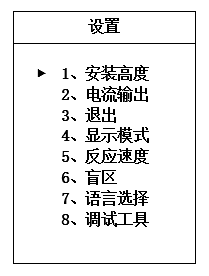 设置
▶ 1、安装高度
2、电流输出
3、退出
4、显示模式
5、反应速度
6、盲区
7、语言选择
8、调试工具